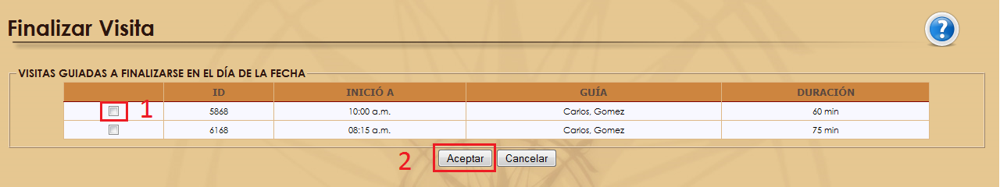 Finalizar Visita
?
VISITAS GUIADAS A FINALIZARSE EN EL DÍA DE LA FECHA
ID INICIÓ A GUÍA DURACIÓN
1 5868 10:00 a.m. Carlos, Gomez 60 min
6168 08:15 a.m. Carlos, Gomez 75 min
2 Aceptar Cancelar